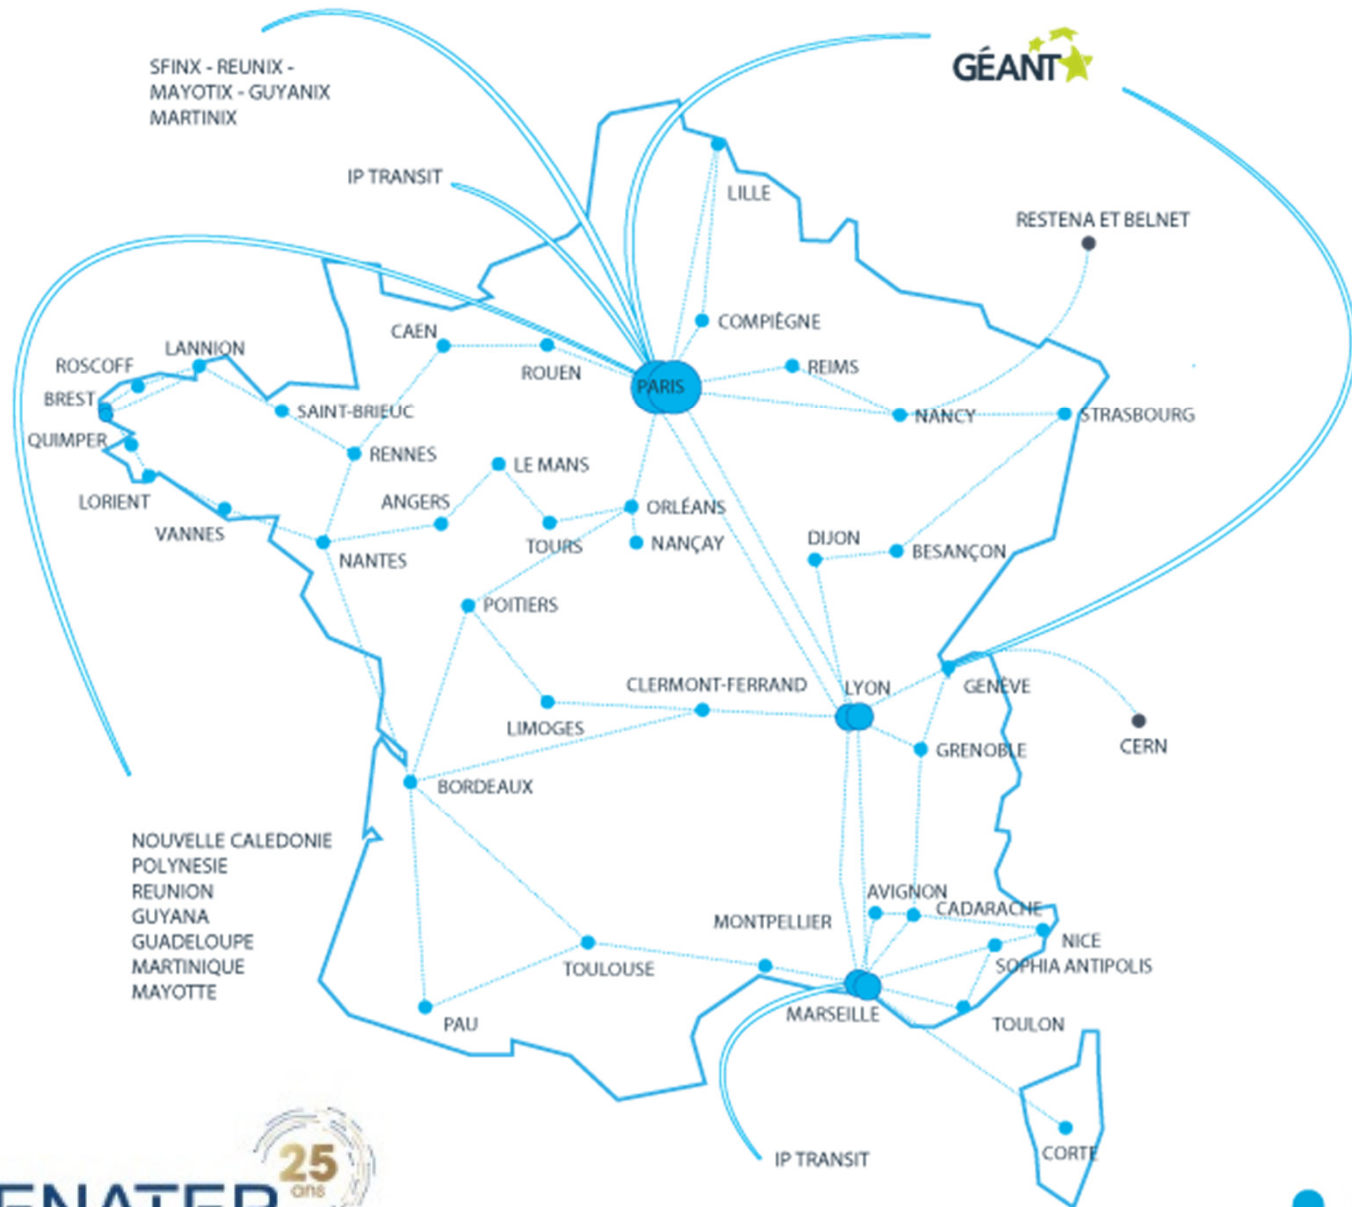 SFINX - REUNIX -
MAYOTIX - GUYANIX
MARTINIX
GÉANT
IP TRANSIT
LILLE
RESTENA ET BELNET
COMPIÈGNE
CAEN
ROUEN
REIMS
LANNION
ROSCOFF
PARIS
BREST
SAINT-BRIEUC
NANCY
STRASBOURG
QUIMPER
RENNES
LE MANS
LORIENT
ANGERS
ORLÉANS
VANNES
TOURS
NANÇAY
DIJON
BESANÇON
NANTES
POITIERS
CLERMONT-FERRAND
LYON
GENÈVE
LIMOGES
GRENOBLE
CERN
BORDEAUX
NOUVELLE CALEDONIE
POLYNESIE
REUNION
GUYANA
GUADELOUPE
MARTINIQUE
MAYOTTE
AVIGNON
CADARACHE
MONTPELLIER
NICE
SOPHIA ANTIPOLIS
TOULOUSE
MARSEILLE
TOULON
PAU
CORTE
IP TRANSIT
25
ans
ENATER